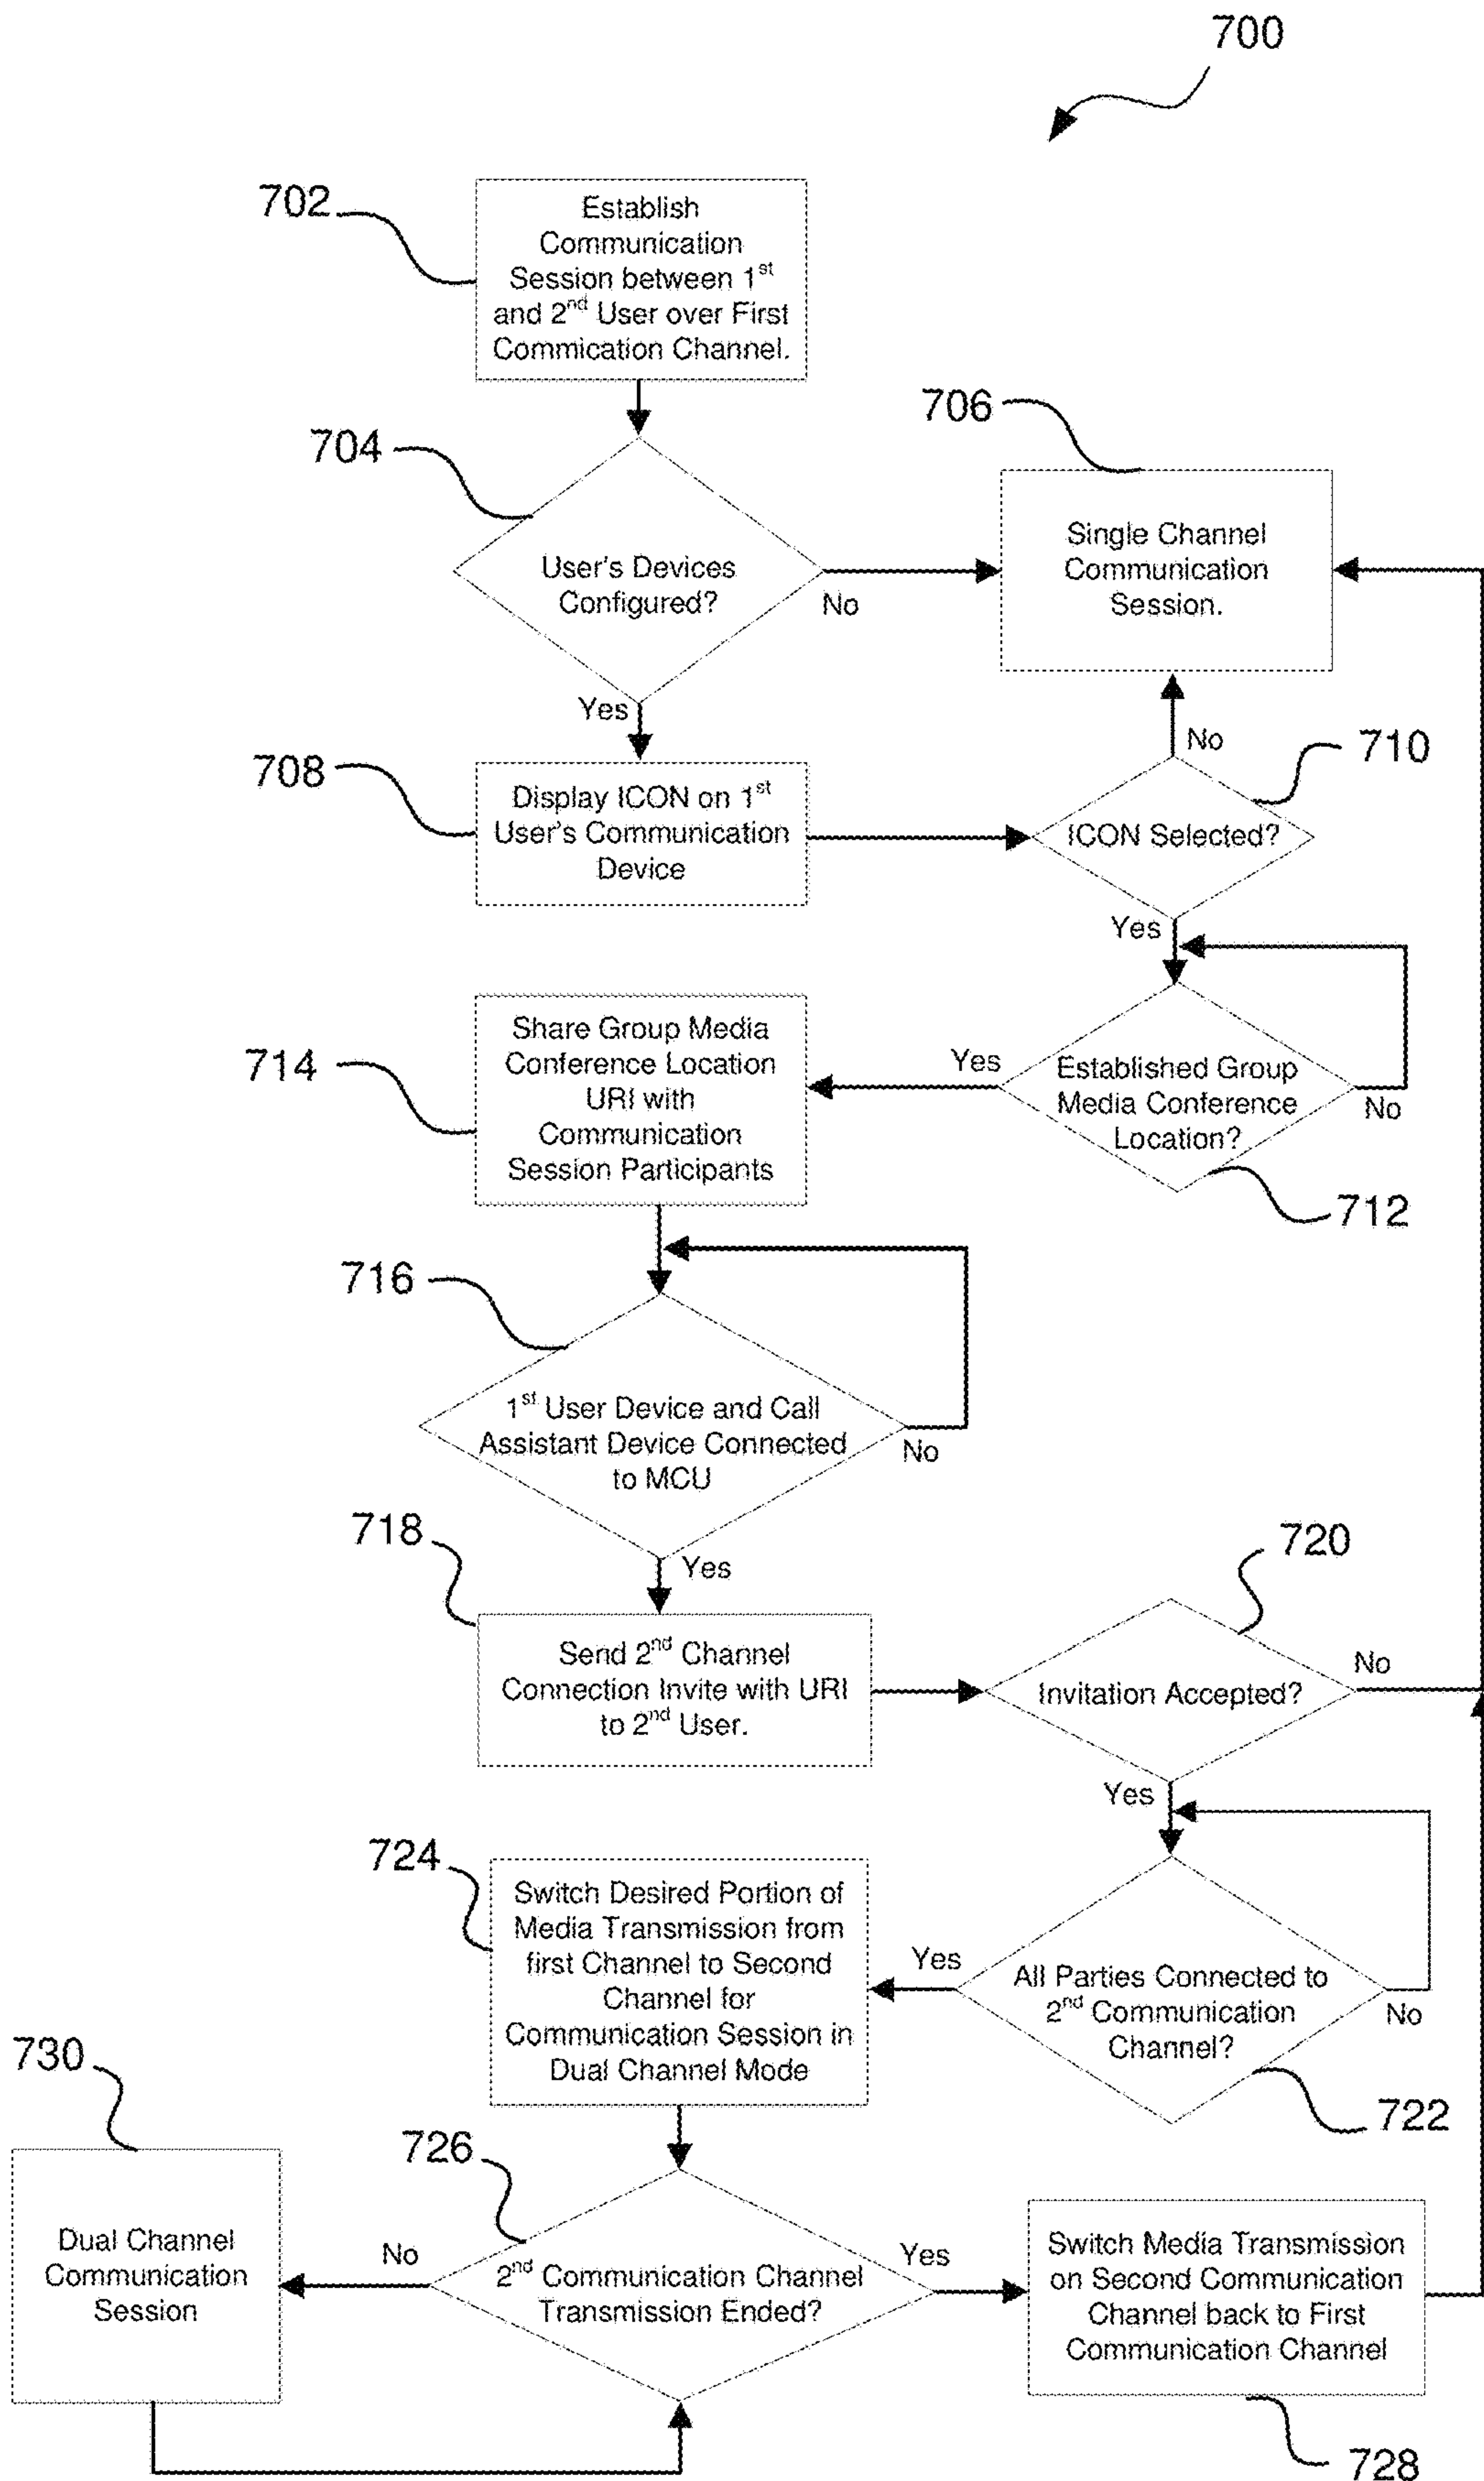 700
702
Establish
Communication
Session between 1st
and 2nd User over First
Commication Channel.
704
User's Devices
Configured?
No
Yes
706
Single Channel
Communication
Session.
708
Display ICON on 1st
User's Communication
Device
710
No
ICON Selected?
Yes
714
Share Group Media
Conference Location
URI with
Communication
Session Participants
Yes
Established Group
Media Conference
Location?
No
712
716
1st User Device and Call
Assistant Device Connected
to MCU
No
Yes
718
Send 2nd Channel
Connection Invite with URI
to 2nd User.
720
Invitation Accepted?
No
Yes
724
Switch Desired Portion of
Media Transmission from
first Channel to Second
Channel for
Communication Session in
Dual Channel Mode
Yes
All Parties Connected to
2nd Communication
Channel?
No
722
730
Dual Channel
Communication
Session
726
No
2nd Communication Channel
Transmission Ended?
Yes
Switch Media Transmission
on Second Communication
Channel back to First
Communication Channel
728